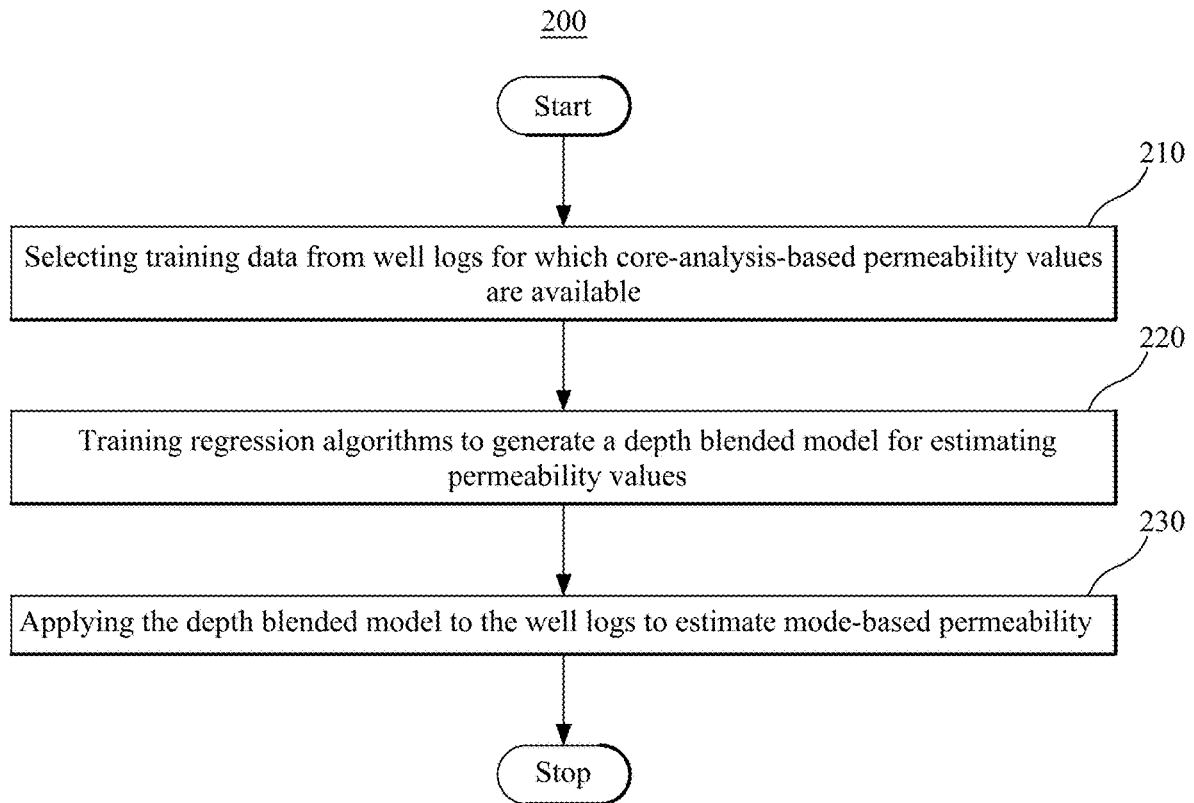 200
Start
210
Selecting training data from well logs for which core-analysis-based permeability values
are available
220
Training regression algorithms to generate a depth blended model for estimating
permeability values
230
Applying the depth blended model to the well logs to estimate mode-based permeability
Stop